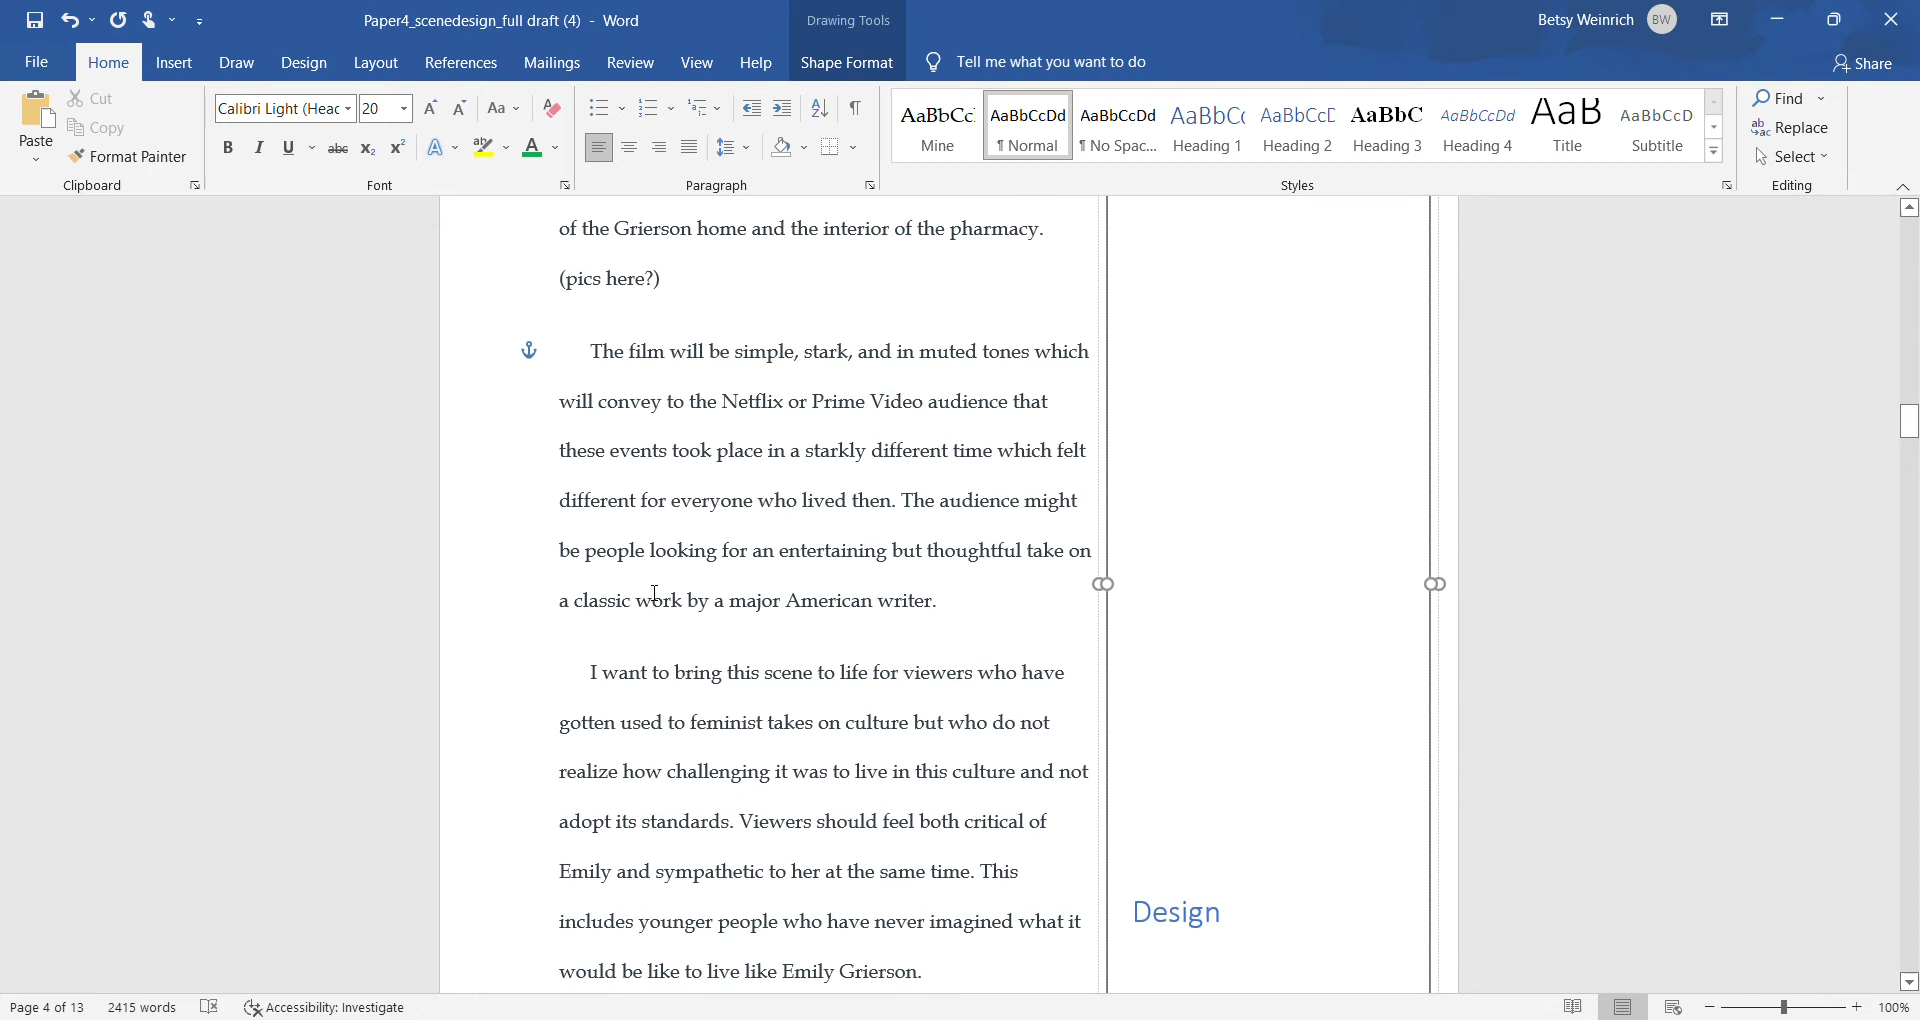 Paper4_scenedesign_full draft (4) - Word
Drawing Tools
Betsy Weinrich
BW
File
Home
Insert
Draw
Design
Layout
References
Mailings
Review
View
Help
Shape Format
Tell me what you want to do
Share
Paste
Cut
Copy
Format Painter
Clipboard
Calibri Light (Heac
20
Font
Paragraph
AaBbCc
Mine
AaBbCcDd
¶ Normal
AaBbCcDd
¶ No Spac...
AaBbCc
Heading 1
AaBbCcC
Heading 2
AaBbC
Heading 3
AaBbCcDd
Heading 4
AaB
Title
AaBbCcD
Subtitle
Styles
Find
Replace
Select
Editing
of the Grierson home and the interior of the pharmacy.
(pics here?)
The film will be simple, stark, and in muted tones which
will convey to the Netflix or Prime Video audience that
these events took place in a starkly different time which felt
different for everyone who lived then. The audience might
be people looking for an entertaining but thoughtful take on
a classic work by a major American writer.
I want to bring this scene to life for viewers who have
gotten used to feminist takes on culture but who do not
realize how challenging it was to live in this culture and not
adopt its standards. Viewers should feel both critical of
Emily and sympathetic to her at the same time. This
includes younger people who have never imagined what it
would be like to live like Emily Grierson.
Design
Page 4 of 13
2415 words
Accessibility: Investigate
100%